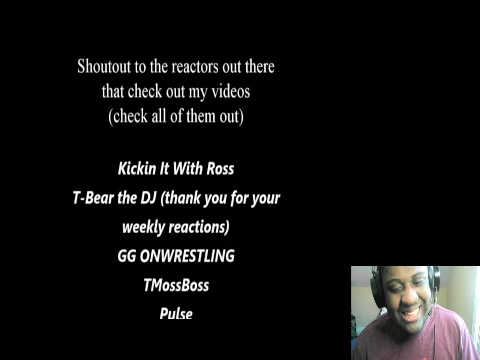 Shoutout to the reactors out there
that check out my videos
(check all of them out)
Kickin It With Ross
T-Bear the DJ (thank you for your
weekly reactions)
GG ONWRESTLING
TMossBoss
Pulse